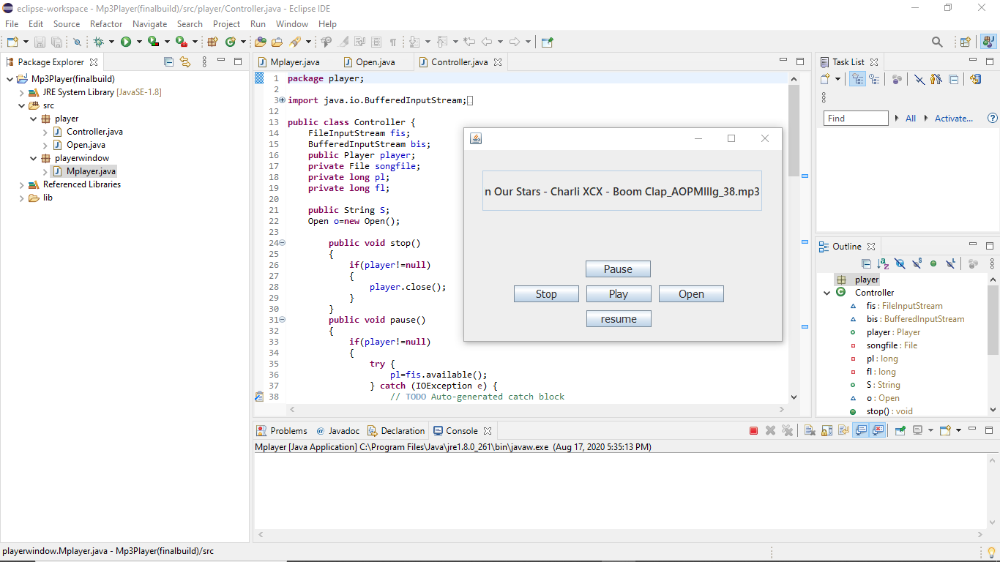 eclipse-workspace - Mp3Player(finalbuild)/src/player/Controller.java - Eclipse IDE
File Edit Source Refactor Navigate Search Project Run Window Help
Package Explorer
Mp3Player(finalbuild)
JRE System Library [JavaSE-1.8]
src
player
Controller.java
Open.java
playerwindow
Mplayer.java
Referenced Libraries
lib
Mplayer.java Open.java Controller.java
1 package player;
2
3 import java.io.BufferedInputStream;
12
13 public class Controller {
14 FileInputStream fis;
15 BufferedInputStream bis;
16 public Player player;
17 private File songfile;
18 private long pl;
19 private long fl;
20
21 public String S;
22 Open o=new Open();
23
24 public void stop()
25 {
26 if(player!=null)
27 {
28 player.close();
29 }
30 }
31 public void pause()
32 {
33 if(player!=null)
34 {
35 try {
36 pl=fis.available();
37 } catch (IOException e) {
38 // TODO Auto-generated catch block
n Our Stars - Charli XCX - Boom Clap_AOPMIIIg_38.mp3
Pause
Stop Play Open
resume
Task List
Find All Activate...
Outline
player
Controller
fis : FileInputStream
bis : BufferedInputStream
player : Player
songfile : File
pl : long
fl : long
S : String
o : Open
stop() : void
Problems Javadoc Declaration Console
Mplayer [Java Application] C:\Program Files\Java\jre1.8.0_261\bin\javaw.exe (Aug 17, 2020 5:35:13 PM)
playerwindow.Mplayer.java - Mp3Player(finalbuild)/src